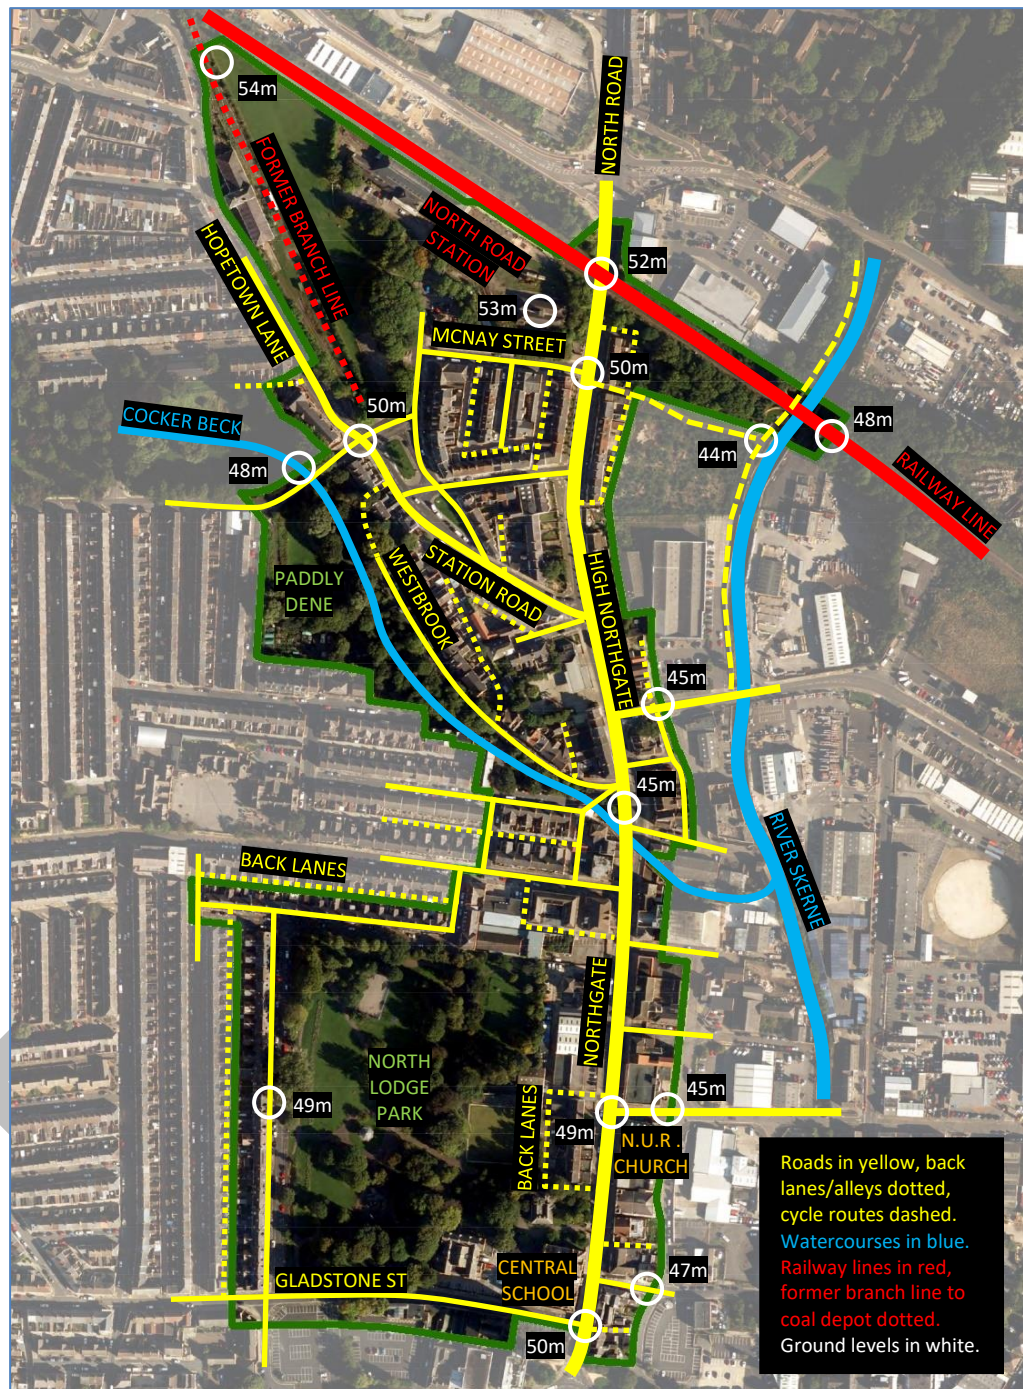 54m
NORTH ROAD
FORMER BRANCH LINE
NORTH ROAD
STATION
HOPETOWN LANE
52m
53m
MCNAY STREET
50m
50m
COCKER BECK
48m
44m
48m
RAILWAY LINE
PADDLY
DENE
WESTBROOK
STATION ROAD
HIGH NORTHGATE
45m
45m
RIVER SKERNE
BACK LANES
NORTHGATE
NORTH
LODGE
PARK
49m
BACK LANES
49m
45m
N.U.R .
CHURCH
CENTRAL
SCHOOL
47m
GLADSTONE ST
50m
Roads in yellow, back
lanes/alleys dotted,
cycle routes dashed.
Watercourses in blue.
Railway lines in red,
former branch line to
coal depot dotted.
Ground levels in white.